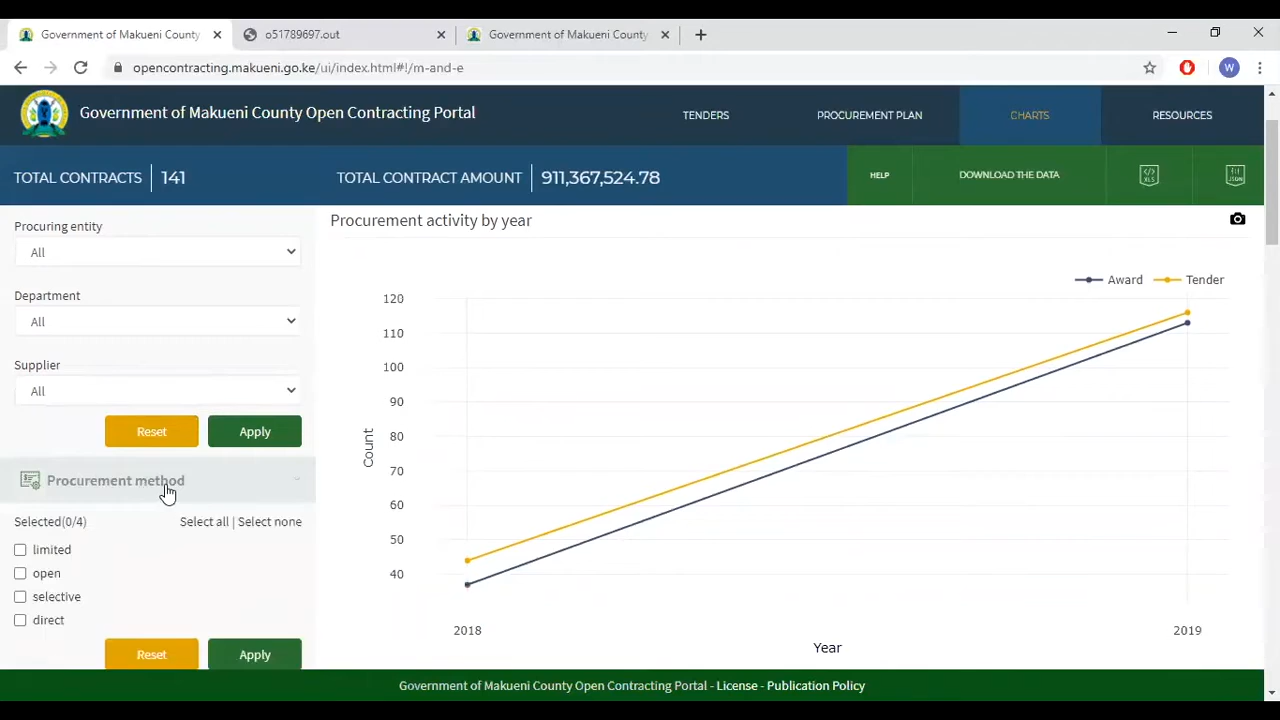 Government of Makueni County
o51789697.out
Government of Makueni County
opencontracting.makueni.go.ke/ui/index.html#!/m-and-e
W
Government of Makueni County Open Contracting Portal
TENDERS
PROCUREMENT PLAN
CHARTS
RESOURCES
TOTAL CONTRACTS 141
TOTAL CONTRACT AMOUNT 911,367,524.78
HELP
DOWNLOAD THE DATA
XLS
JSON
Procuring entity
All
Department
All
Supplier
All
Reset
Apply
Procurement method
Selected(0/4)
Select all | Select none
limited
open
selective
direct
Reset
Apply
Procurement activity by year
Award
Tender
120
110
100
90
80
70
60
50
40
Count
2018
2019
Year
Government of Makueni County Open Contracting Portal - License - Publication Policy